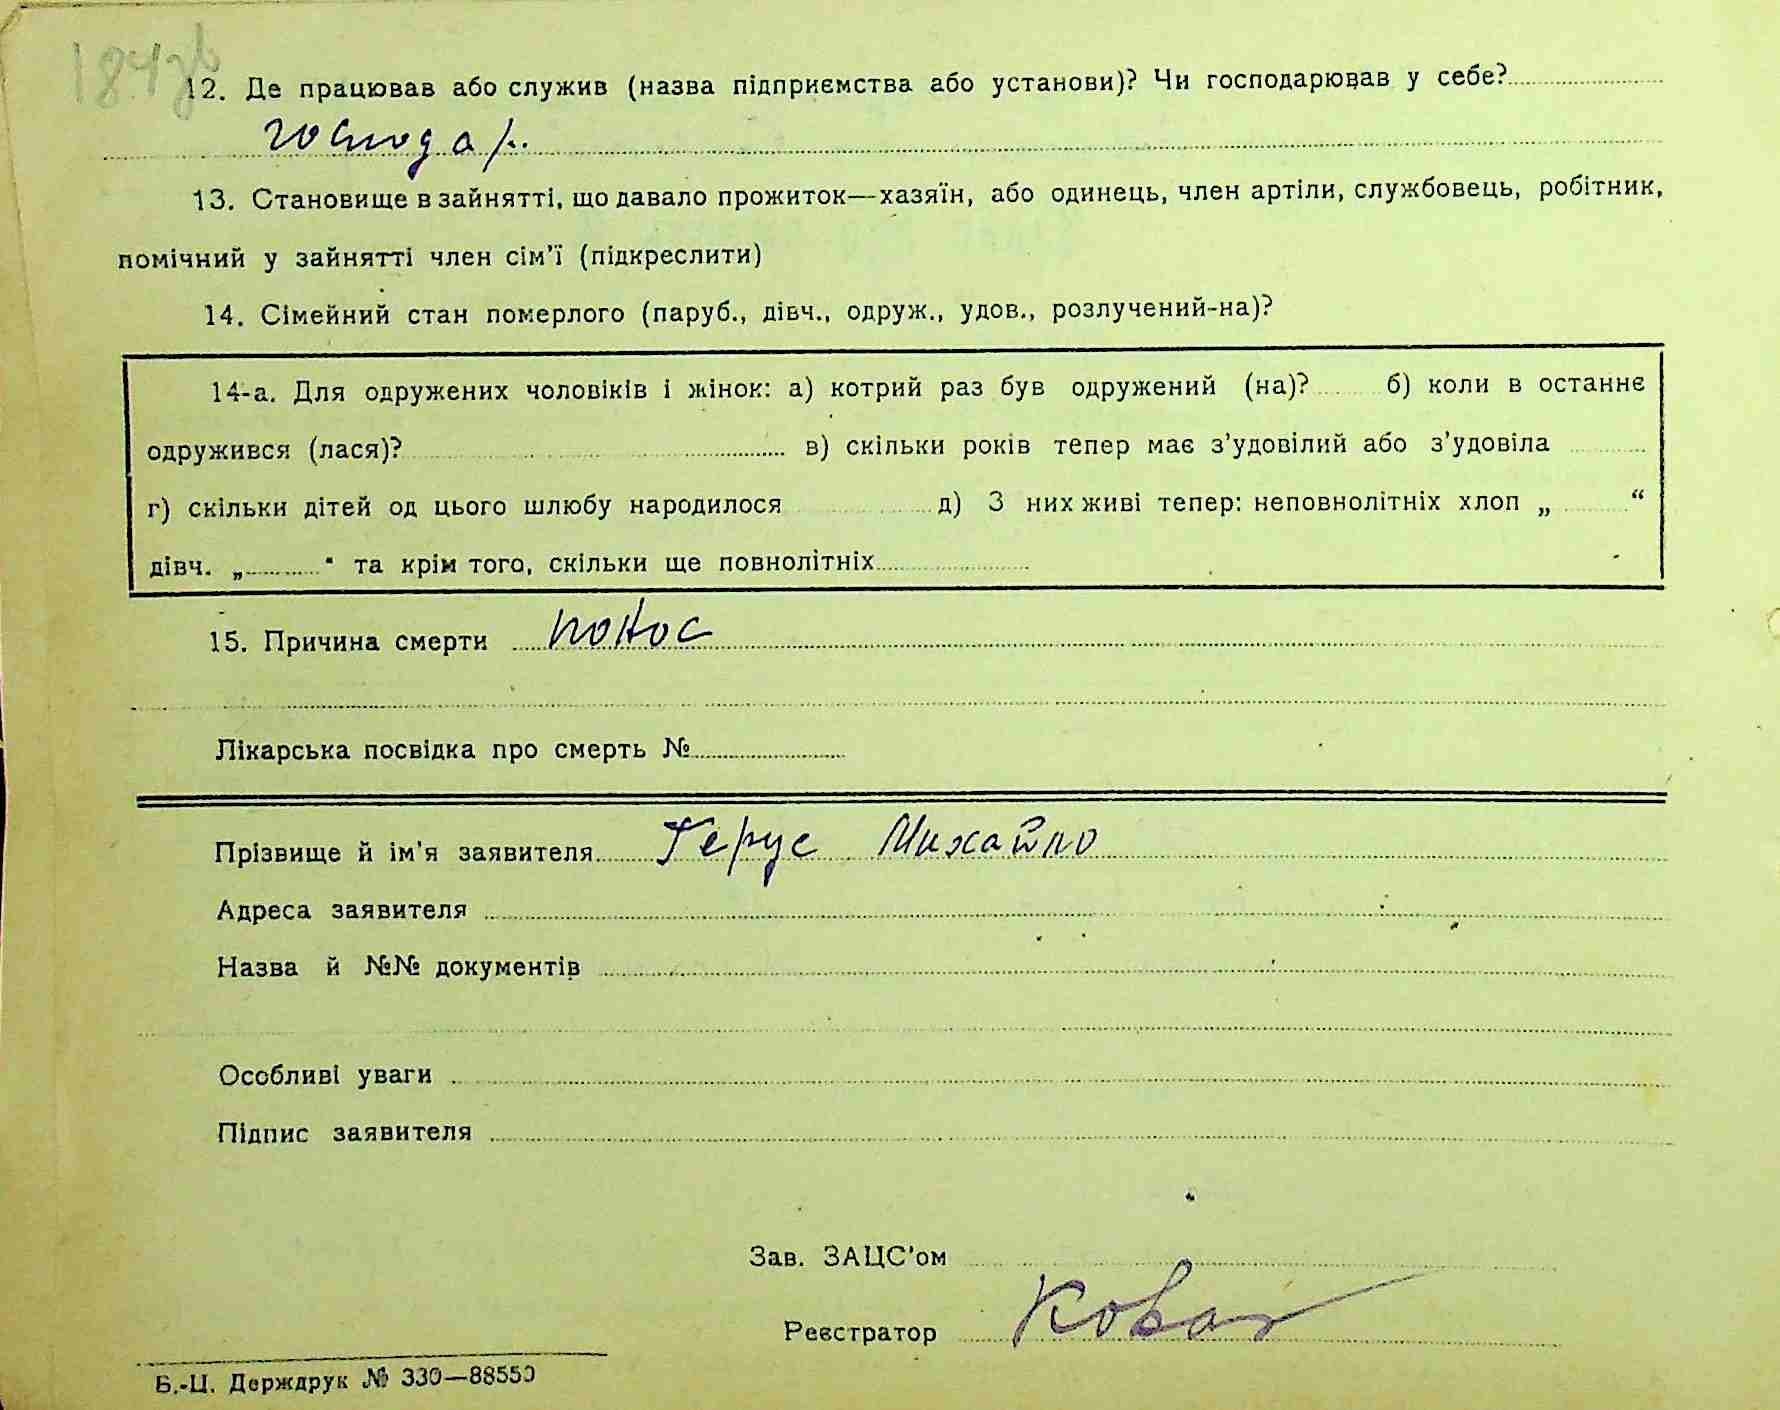 184зв
12. Де працював або служив (назва підприємства або установи)? Чи господарював у себе?
господар.
13. Становище в зайнятті, що давало прожиток—хазяїн, або одинець, член артіли, службовець, робітник,
помічний у зайнятті член сім'ї (підкреслити)
14. Сімейний стан померлого (паруб., дівч., одруж., удов., розлучений-на)?
14-а. Для одружених чоловіків і жінок: а) котрий раз був одружений (на)? б) коли в останнє
одружився (лася)? в) скільки років тепер має з'удовілий або з'удовіла
г) скільки дітей од цього шлюбу народилося д) З них живі тепер: неповнолітніх хлоп „ “
дівч. „ “ та крім того, скільки ще повнолітніх
15. Причина смерти понос
Лікарська посвідка про смерть №
Прізвище й ім'я заявителя Герус Михайло
Адреса заявителя
Назва й №№ документів
Особливі уваги
Підпис заявителя
Зав. ЗАЦС'ом
Реєстратор Ковал
Б.-Ц. Держдрук № 330—88550